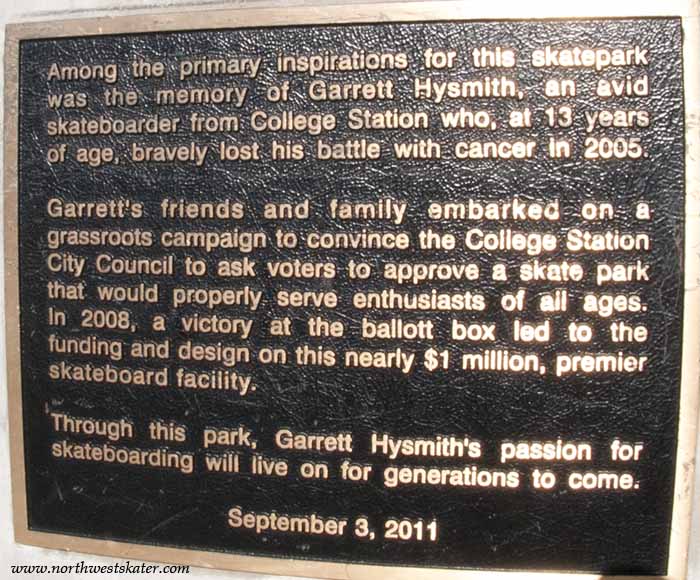 Among the primary inspirations for this skatepark
was the memory of Garrett Hysmith, an avid
skateboarder from College Station who, at 13 years
of age, bravely lost his battle with cancer in 2005.
Garrett's friends and family embarked on a
grassroots campaign to convince the College Station
City Council to ask voters to approve a skate park
that would properly serve enthusiasts of all ages.
In 2008, a victory at the ballott box led to the
funding and design on this nearly $1 million, premier
skateboard facility.
Through this park, Garrett Hysmith's passion for
skateboarding will live on for generations to come.
September 3, 2011
www.northwestskater.com